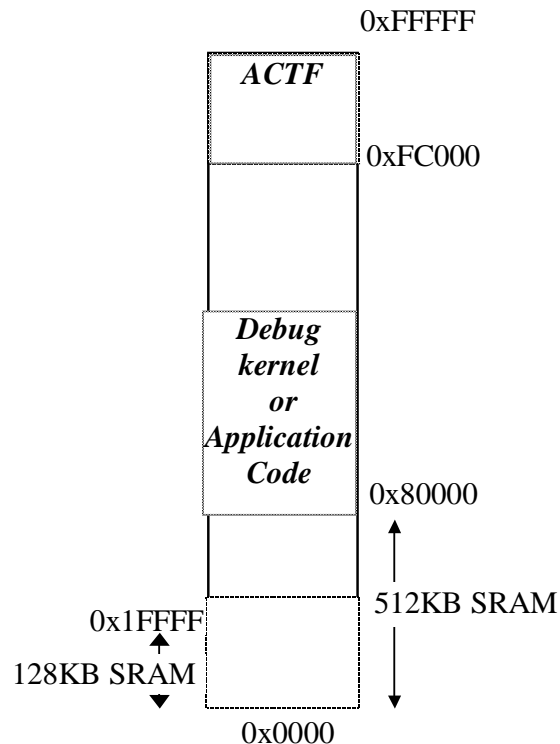 0xFFFFF
ACTF
0xFC000
Debug
kernel
or
Application
Code
0x80000
512KB SRAM
0x1FFFF
128KB SRAM
0x0000